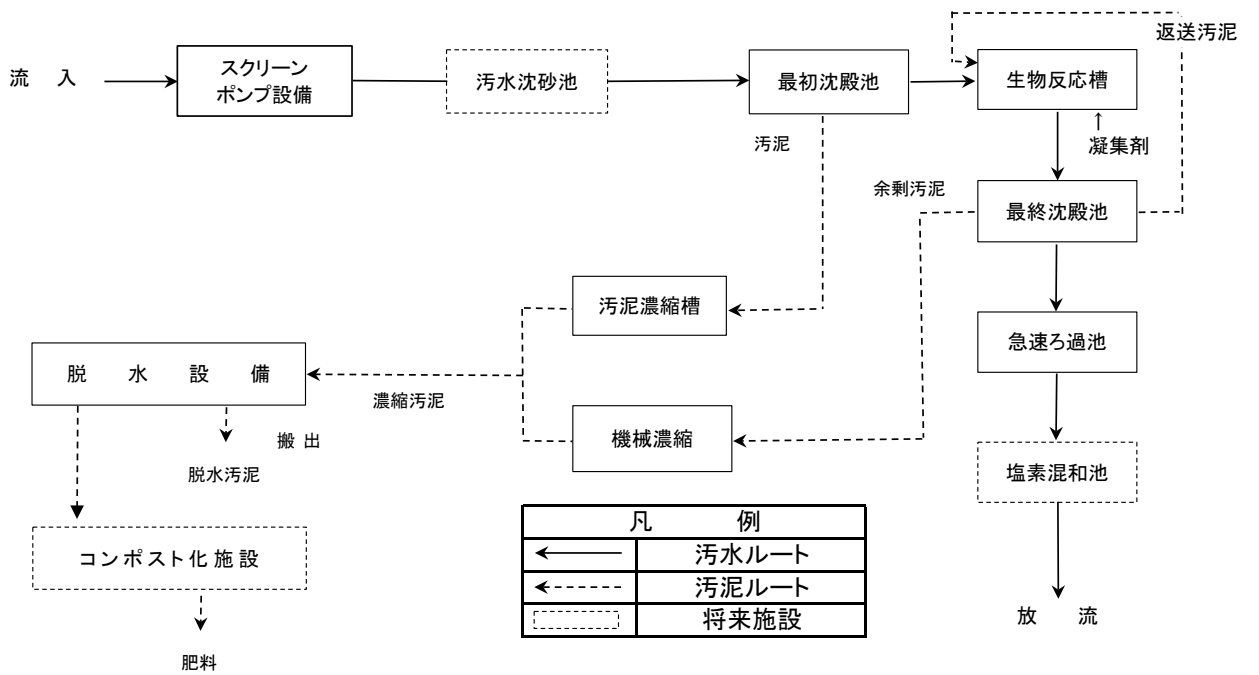 返送汚泥
流 入
スクリーン
ポンプ設備
汚水沈砂池
最初沈殿池
生物反応槽
汚泥
↑
凝集剤
余剰汚泥
最終沈殿池
汚泥濃縮槽
急速ろ過池
脱 水 設 備
濃縮汚泥
機械濃縮
搬 出
脱水汚泥
塩素混和池
コンポスト化施設
凡 例
汚水ルート
汚泥ルート
将来施設
放 流
肥料